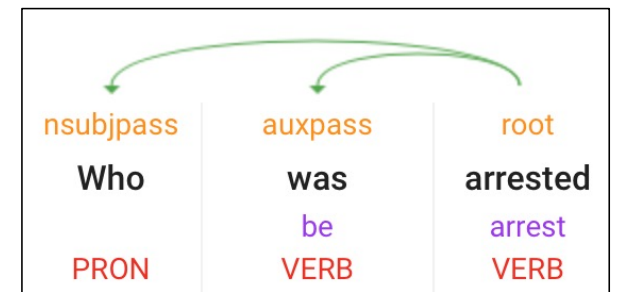 nsubjpass auxpass root
Who was arrested
be arrest
PRON VERB VERB